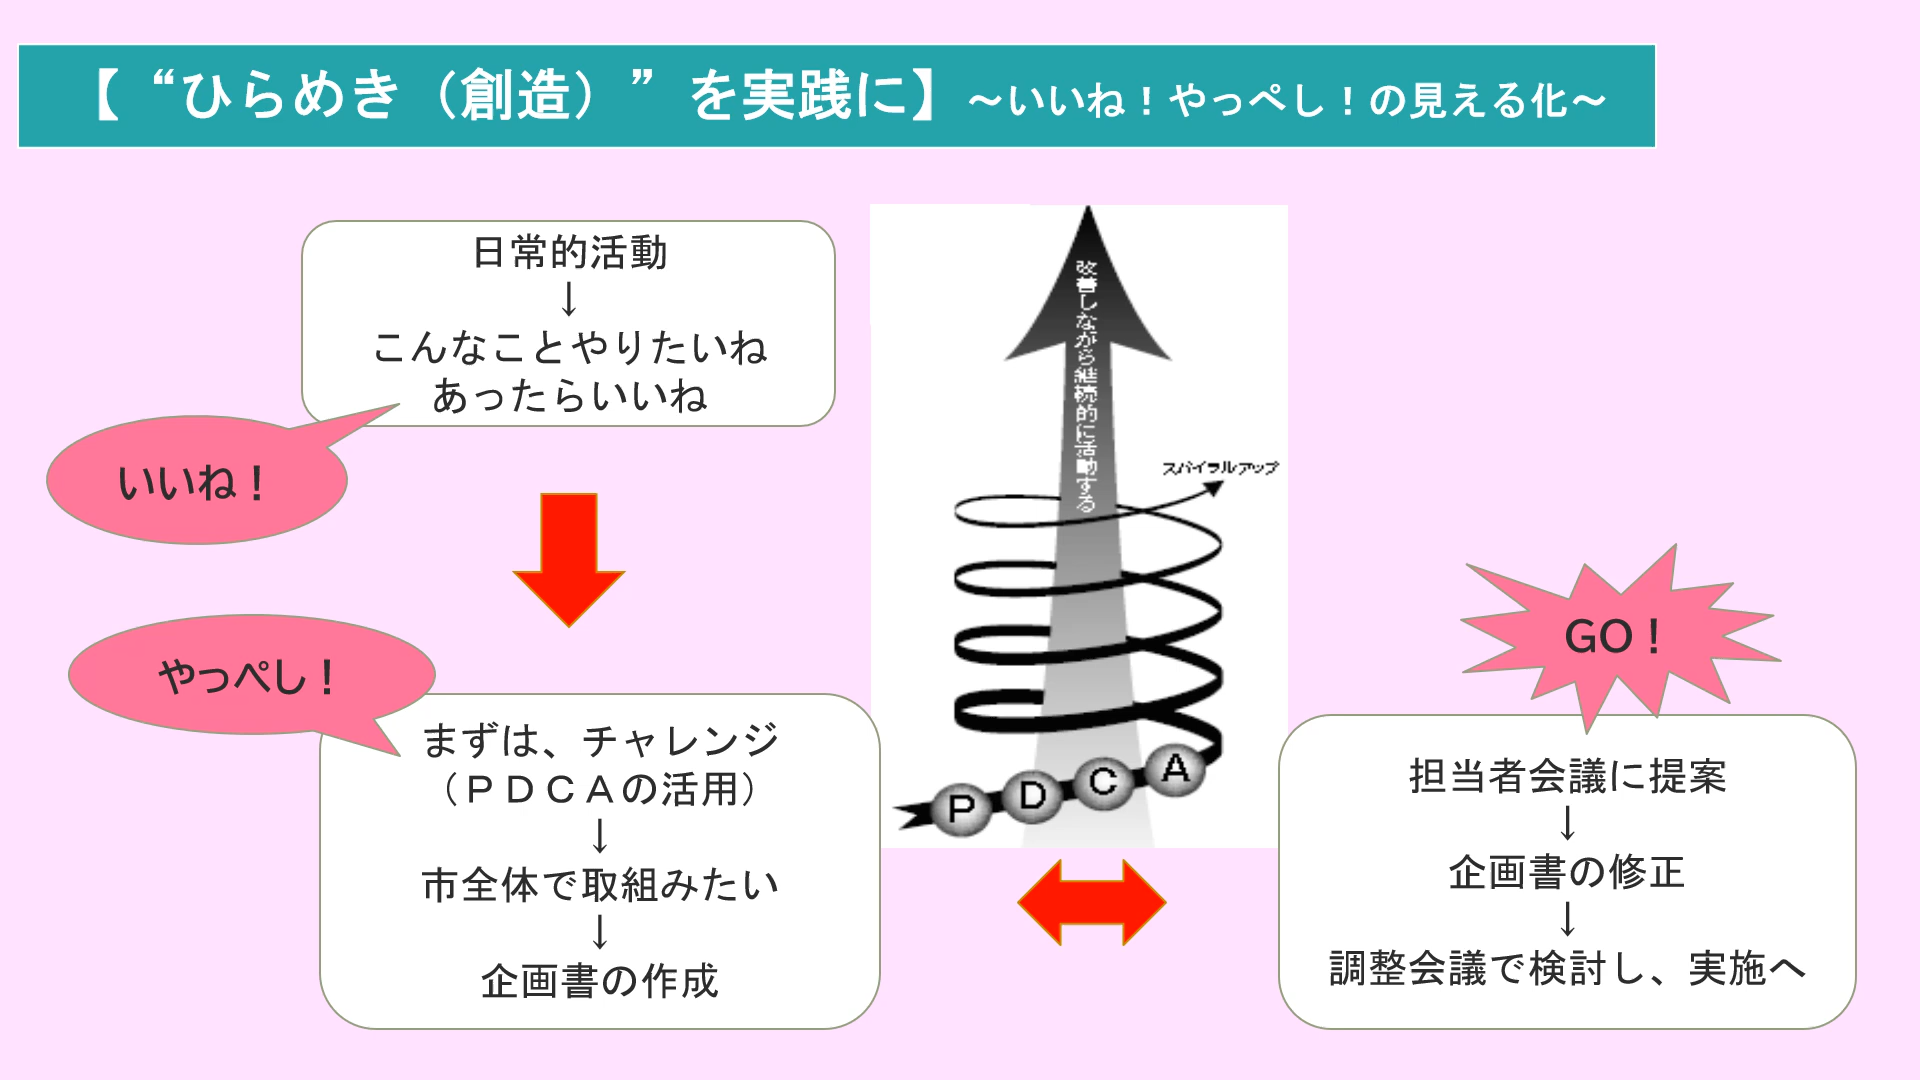 【“ひらめき（創造）”を実践に】～いいね！やっぺし！の見える化～
日常的活動
↓
こんなことやりたいね
あったらいいね
いいね！
やっぺし！
まずは、チャレンジ
（ＰＤＣＡの活用）
↓
市全体で取組みたい
↓
企画書の作成
改善しながら継続的に活動する
スパイラルアップ
P D C A
GO！
担当者会議に提案
↓
企画書の修正
↓
調整会議で検討し、実施へ